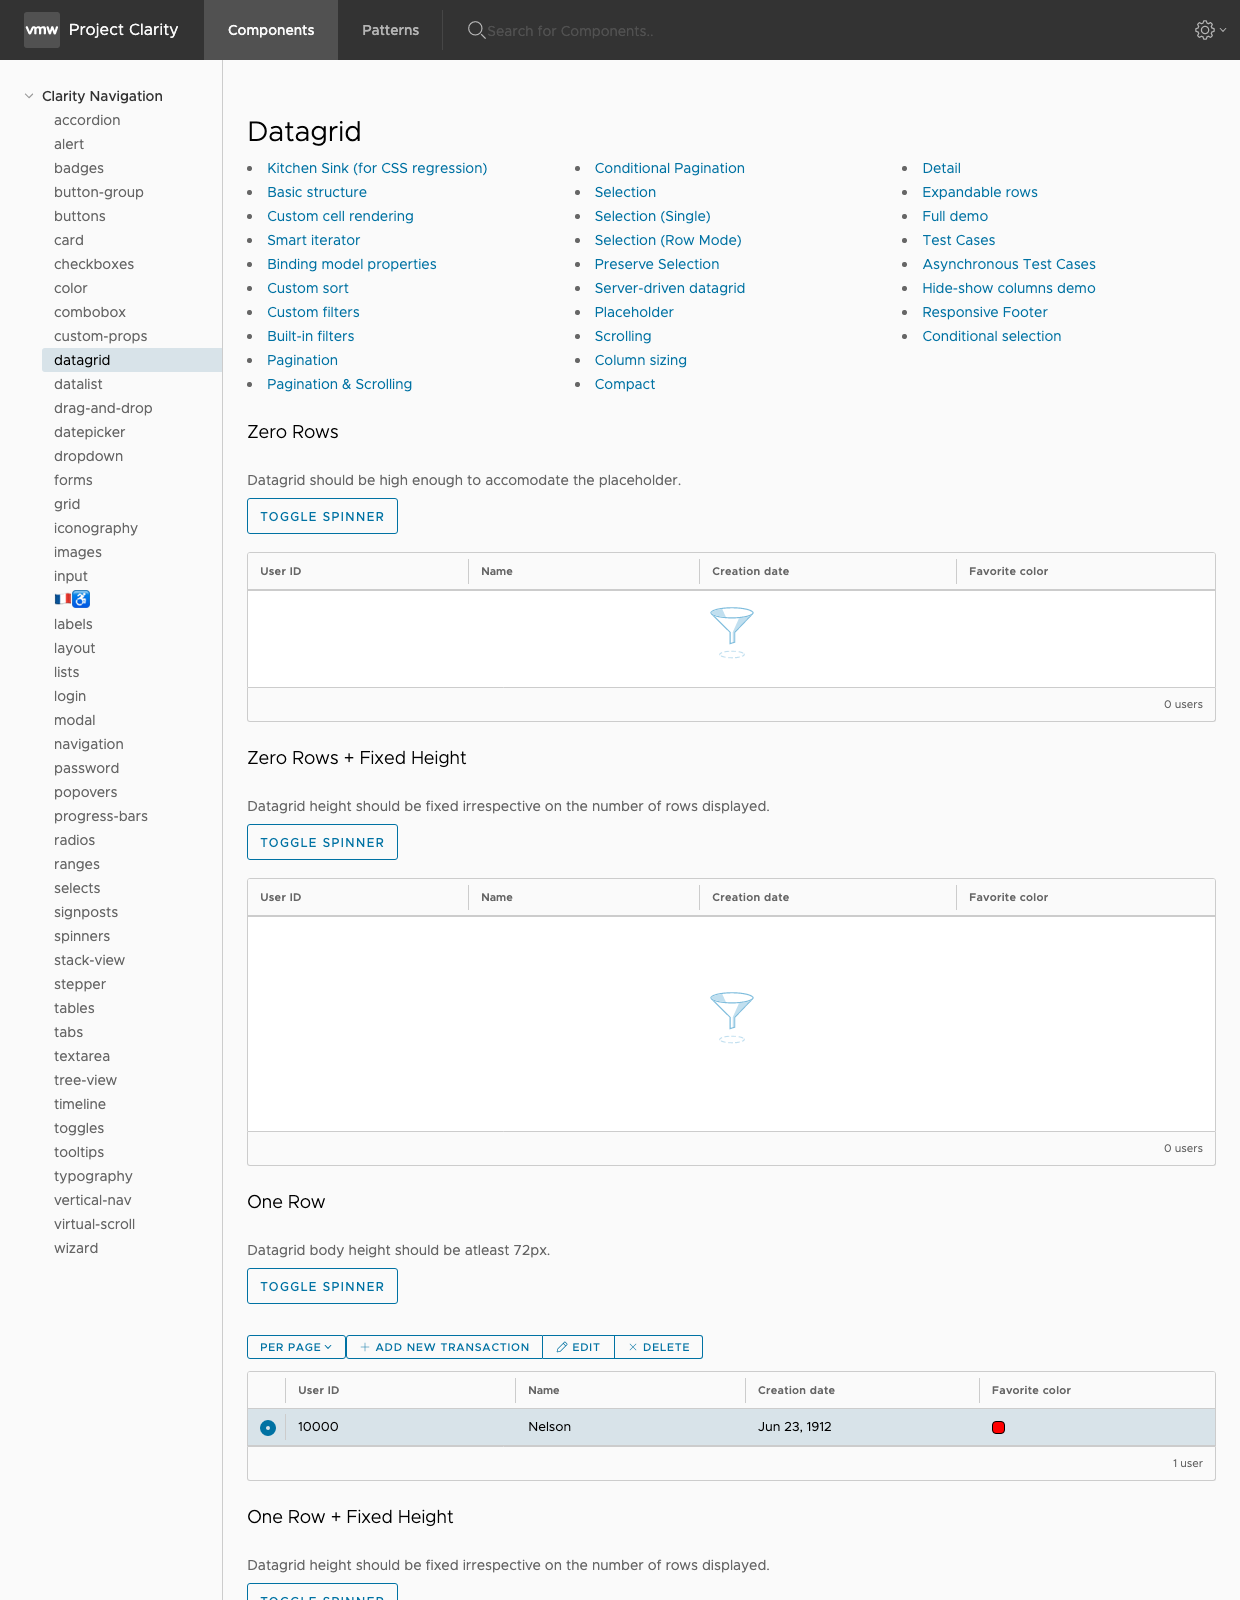 vmw Project Clarity Components Patterns Search for Components..
Clarity Navigation
accordion
alert
badges
button-group
buttons
card
checkboxes
color
combobox
custom-props
datagrid
datalist
drag-and-drop
datepicker
dropdown
forms
grid
iconography
images
input
🇫🇷♿
labels
layout
lists
login
modal
navigation
password
popovers
progress-bars
radios
ranges
selects
signposts
spinners
stack-view
stepper
tables
tabs
textarea
tree-view
timeline
toggles
tooltips
typography
vertical-nav
virtual-scroll
wizard
Datagrid
Kitchen Sink (for CSS regression)
Basic structure
Custom cell rendering
Smart iterator
Binding model properties
Custom sort
Custom filters
Built-in filters
Pagination
Pagination & Scrolling
Conditional Pagination
Selection
Selection (Single)
Selection (Row Mode)
Preserve Selection
Server-driven datagrid
Placeholder
Scrolling
Column sizing
Compact
Detail
Expandable rows
Full demo
Test Cases
Asynchronous Test Cases
Hide-show columns demo
Responsive Footer
Conditional selection
Zero Rows
Datagrid should be high enough to accomodate the placeholder.
TOGGLE SPINNER
User ID Name Creation date Favorite color
0 users
Zero Rows + Fixed Height
Datagrid height should be fixed irrespective on the number of rows displayed.
TOGGLE SPINNER
User ID Name Creation date Favorite color
0 users
One Row
Datagrid body height should be atleast 72px.
TOGGLE SPINNER
PER PAGE ADD NEW TRANSACTION EDIT DELETE
User ID Name Creation date Favorite color
10000 Nelson Jun 23, 1912
1 user
One Row + Fixed Height
Datagrid height should be fixed irrespective on the number of rows displayed.
TOGGLE SPINNER